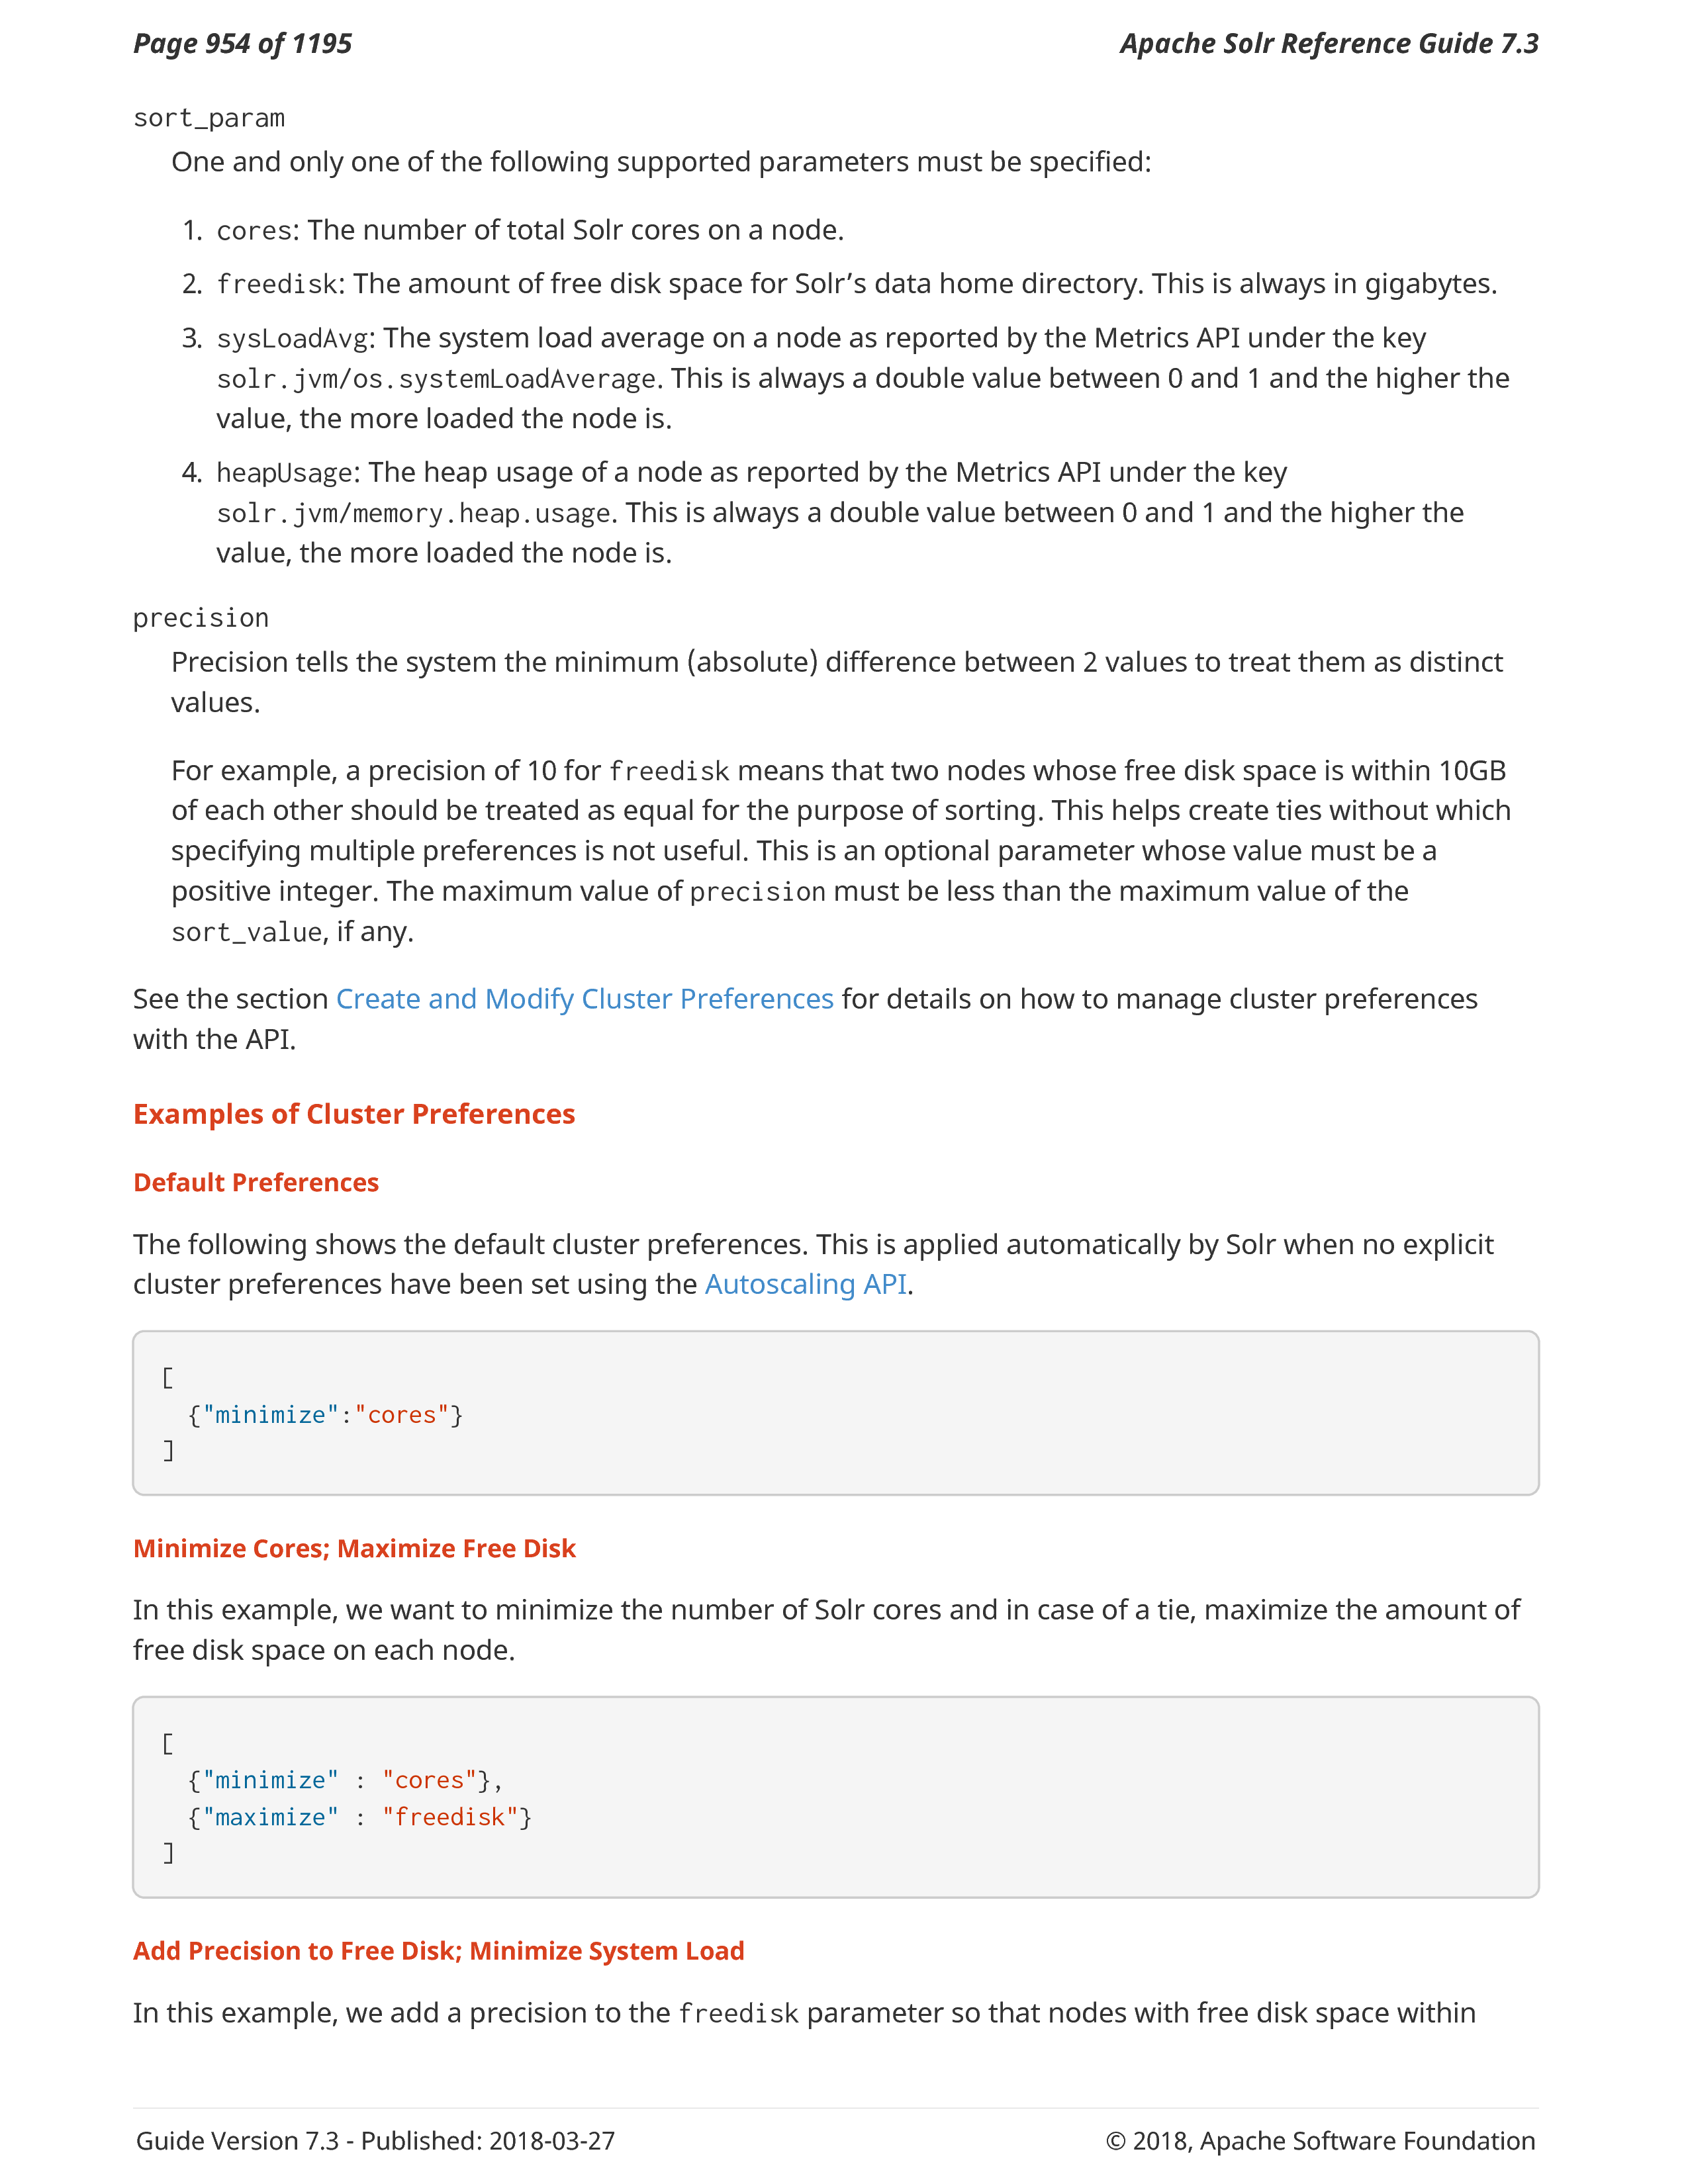 Page 954 of 1195
Apache Solr Reference Guide 7.3
sort_param
One and only one of the following supported parameters must be specified:
1. cores: The number of total Solr cores on a node.
2. freedisk: The amount of free disk space for Solr’s data home directory. This is always in gigabytes.
3. sysLoadAvg: The system load average on a node as reported by the Metrics API under the key
solr.jvm/os.systemLoadAverage. This is always a double value between 0 and 1 and the higher the
value, the more loaded the node is.
4. heapUsage: The heap usage of a node as reported by the Metrics API under the key
solr.jvm/memory.heap.usage. This is always a double value between 0 and 1 and the higher the
value, the more loaded the node is.
precision
Precision tells the system the minimum (absolute) difference between 2 values to treat them as distinct
values.
For example, a precision of 10 for freedisk means that two nodes whose free disk space is within 10GB
of each other should be treated as equal for the purpose of sorting. This helps create ties without which
specifying multiple preferences is not useful. This is an optional parameter whose value must be a
positive integer. The maximum value of precision must be less than the maximum value of the
sort_value, if any.
See the section Create and Modify Cluster Preferences for details on how to manage cluster preferences
with the API.
Examples of Cluster Preferences
Default Preferences
The following shows the default cluster preferences. This is applied automatically by Solr when no explicit
cluster preferences have been set using the Autoscaling API.
[
  {"minimize":"cores"}
]
Minimize Cores; Maximize Free Disk
In this example, we want to minimize the number of Solr cores and in case of a tie, maximize the amount of
free disk space on each node.
[
  {"minimize" : "cores"},
  {"maximize" : "freedisk"}
]
Add Precision to Free Disk; Minimize System Load
In this example, we add a precision to the freedisk parameter so that nodes with free disk space within
Guide Version 7.3 - Published: 2018-03-27
© 2018, Apache Software Foundation